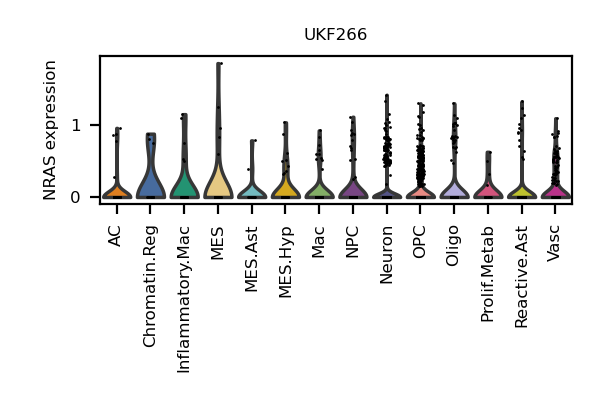 UKF266
NRAS expression
1
0
AC
Chromatin.Reg
Inflammatory.Mac
MES
MES.Ast
MES.Hyp
Mac
NPC
Neuron
OPC
Oligo
Prolif.Metab
Reactive.Ast
Vasc